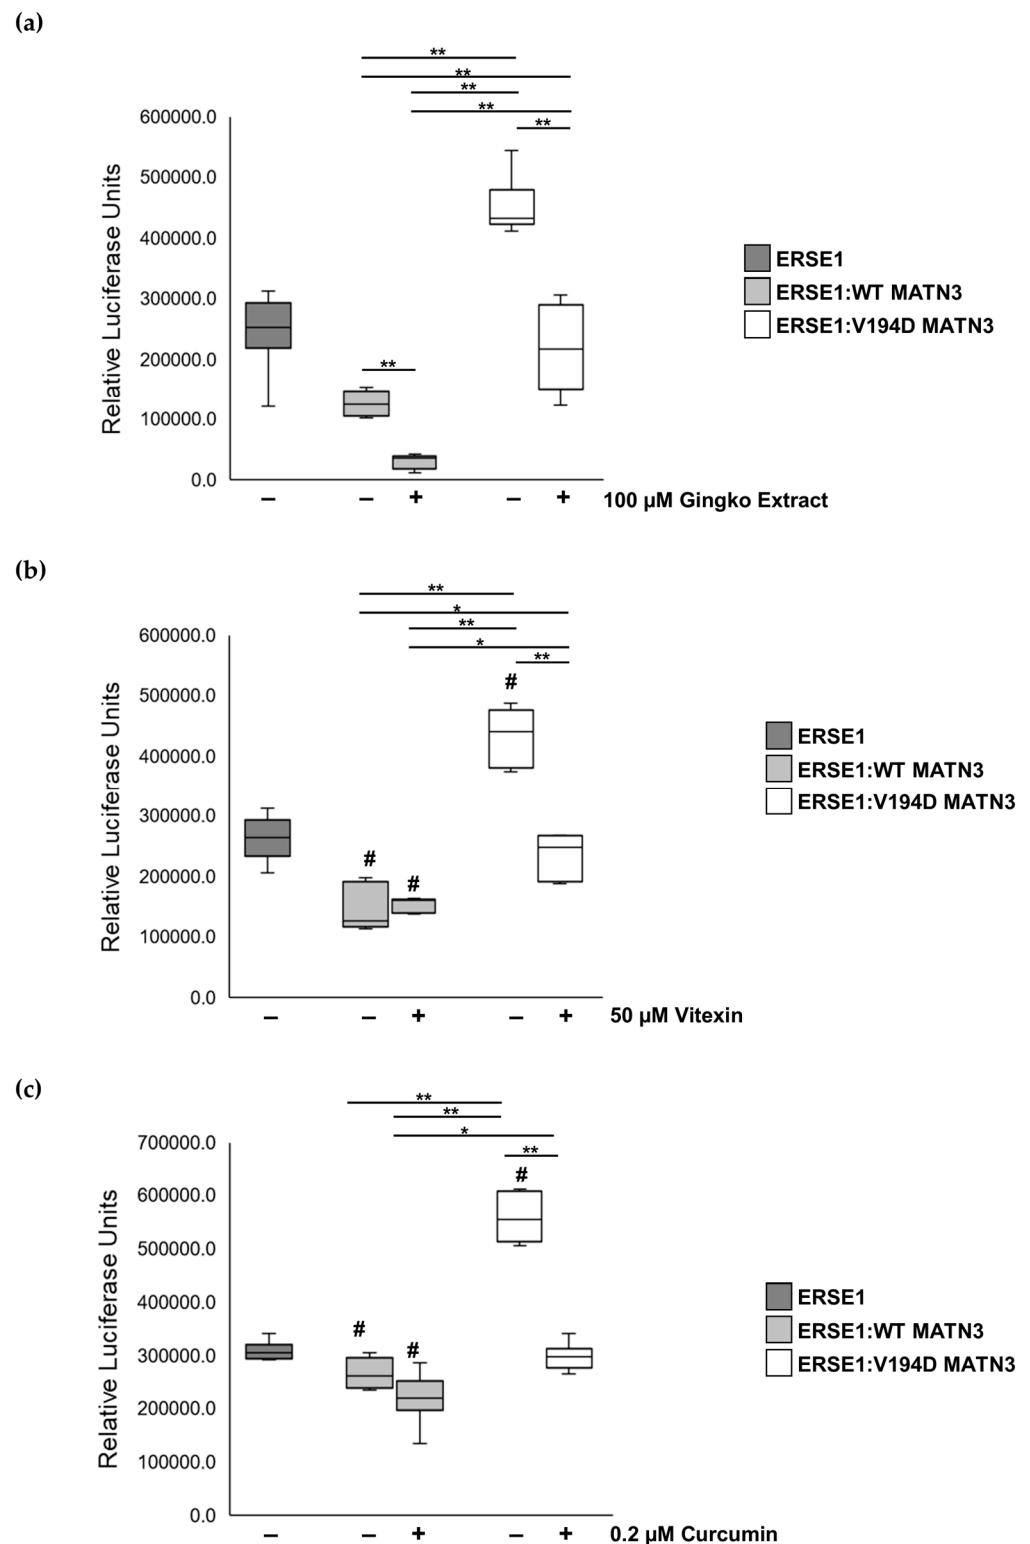 (a)
**
**
**
**
**
600000.0
500000.0
400000.0
300000.0
200000.0
100000.0
0.0
Relative Luciferase Units
**
ERSE1
ERSE1:WT MATN3
ERSE1:V194D MATN3
– – + – + 100 µM Gingko Extract
(b)
**
*
**
*
**
600000.0
500000.0
400000.0
300000.0
200000.0
100000.0
0.0
Relative Luciferase Units
# # #
ERSE1
ERSE1:WT MATN3
ERSE1:V194D MATN3
– – + – + 50 µM Vitexin
(c)
**
**
*
**
700000.0
600000.0
500000.0
400000.0
300000.0
200000.0
100000.0
0.0
Relative Luciferase Units
# # #
ERSE1
ERSE1:WT MATN3
ERSE1:V194D MATN3
– – + – + 0.2 µM Curcumin